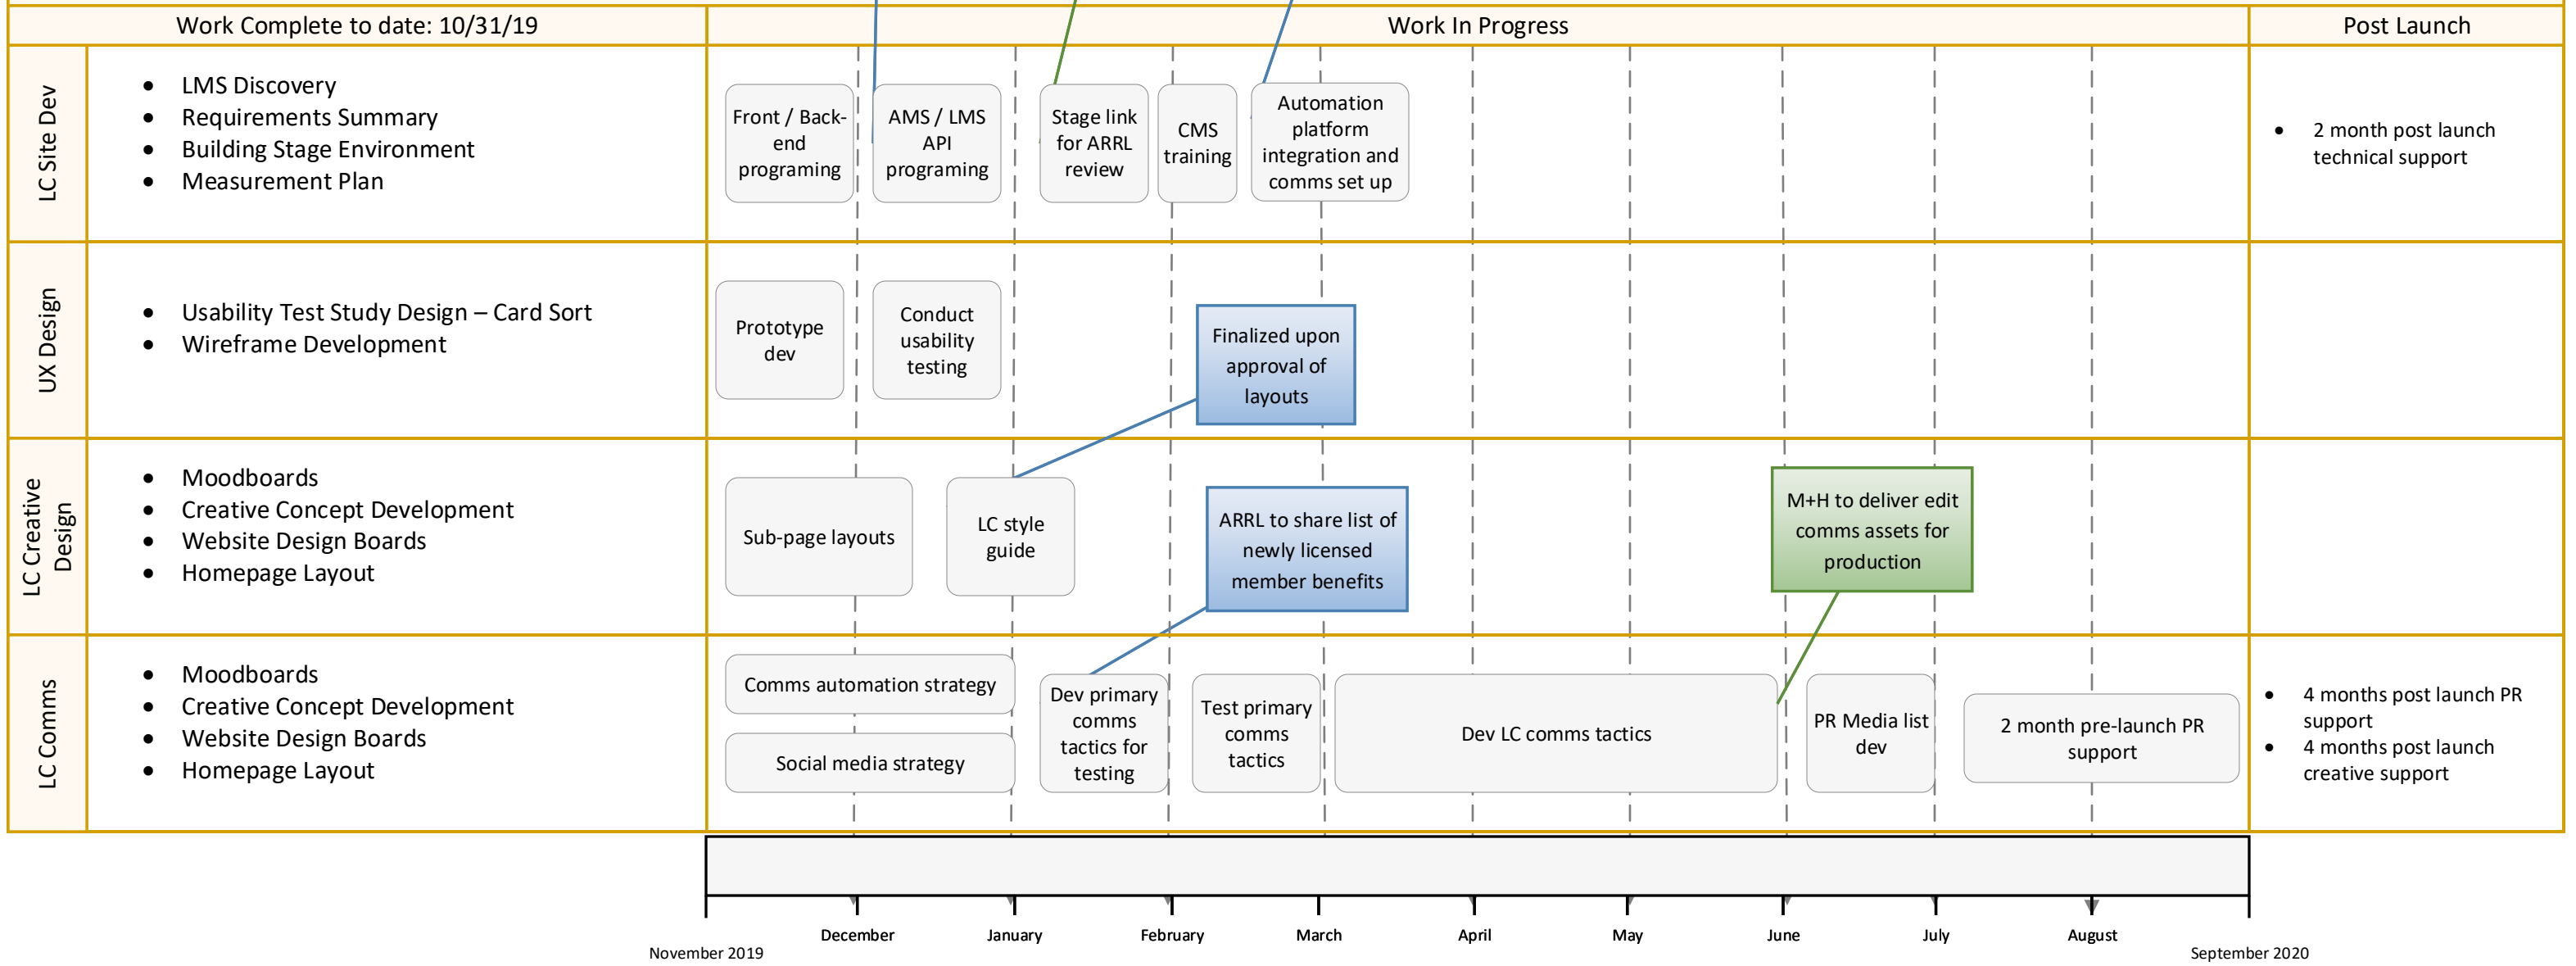 Work Complete to date: 10/31/19
Work In Progress
Post Launch
LC Site Dev
• LMS Discovery
• Requirements Summary
• Building Stage Environment
• Measurement Plan
Front / Back-
end
programing
AMS / LMS
API
programing
Stage link
for ARRL
review
CMS
training
Automation
platform
integration and
comms set up
• 2 month post launch
technical support
UX Design
• Usability Test Study Design – Card Sort
• Wireframe Development
Prototype
dev
Conduct
usability
testing
Finalized upon
approval of
layouts
LC Creative
Design
• Moodboards
• Creative Concept Development
• Website Design Boards
• Homepage Layout
Sub-page layouts
LC style
guide
ARRL to share list of
newly licensed
member benefits
M+H to deliver edit
comms assets for
production
LC Comms
• Moodboards
• Creative Concept Development
• Website Design Boards
• Homepage Layout
Comms automation strategy
Social media strategy
Dev primary
comms
tactics for
testing
Test primary
comms
tactics
Dev LC comms tactics
PR Media list
dev
2 month pre-launch PR
support
• 4 months post launch PR
support
• 4 months post launch
creative support
November 2019
December
January
February
March
April
May
June
July
August
September 2020